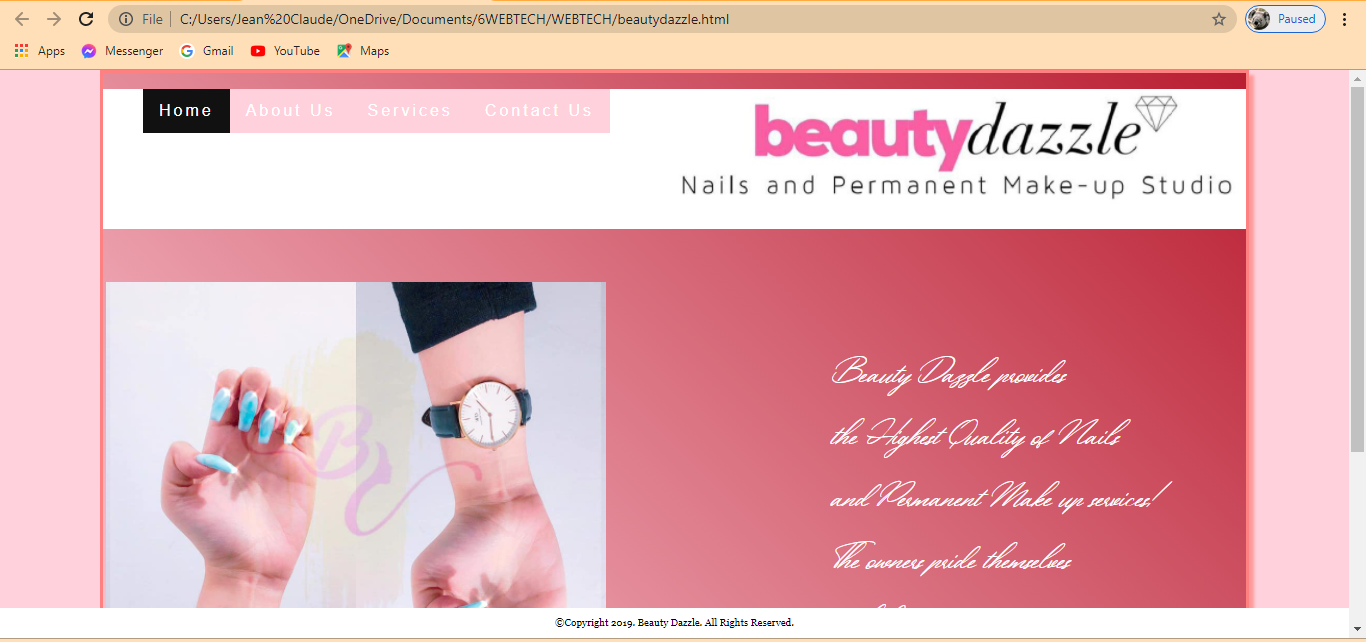 File | C:/Users/Jean%20Claude/OneDrive/Documents/6WEBTECH/WEBTECH/beautydazzle.html
Paused
Apps Messenger Gmail YouTube Maps
Home About Us Services Contact Us
beautydazzle
Nails and Permanent Make-up Studio
B
Beauty Dazzle provides
the Highest Quality of Nails
and Permanent Make up services!
The owners pride themselves
©Copyright 2019. Beauty Dazzle. All Rights Reserved.